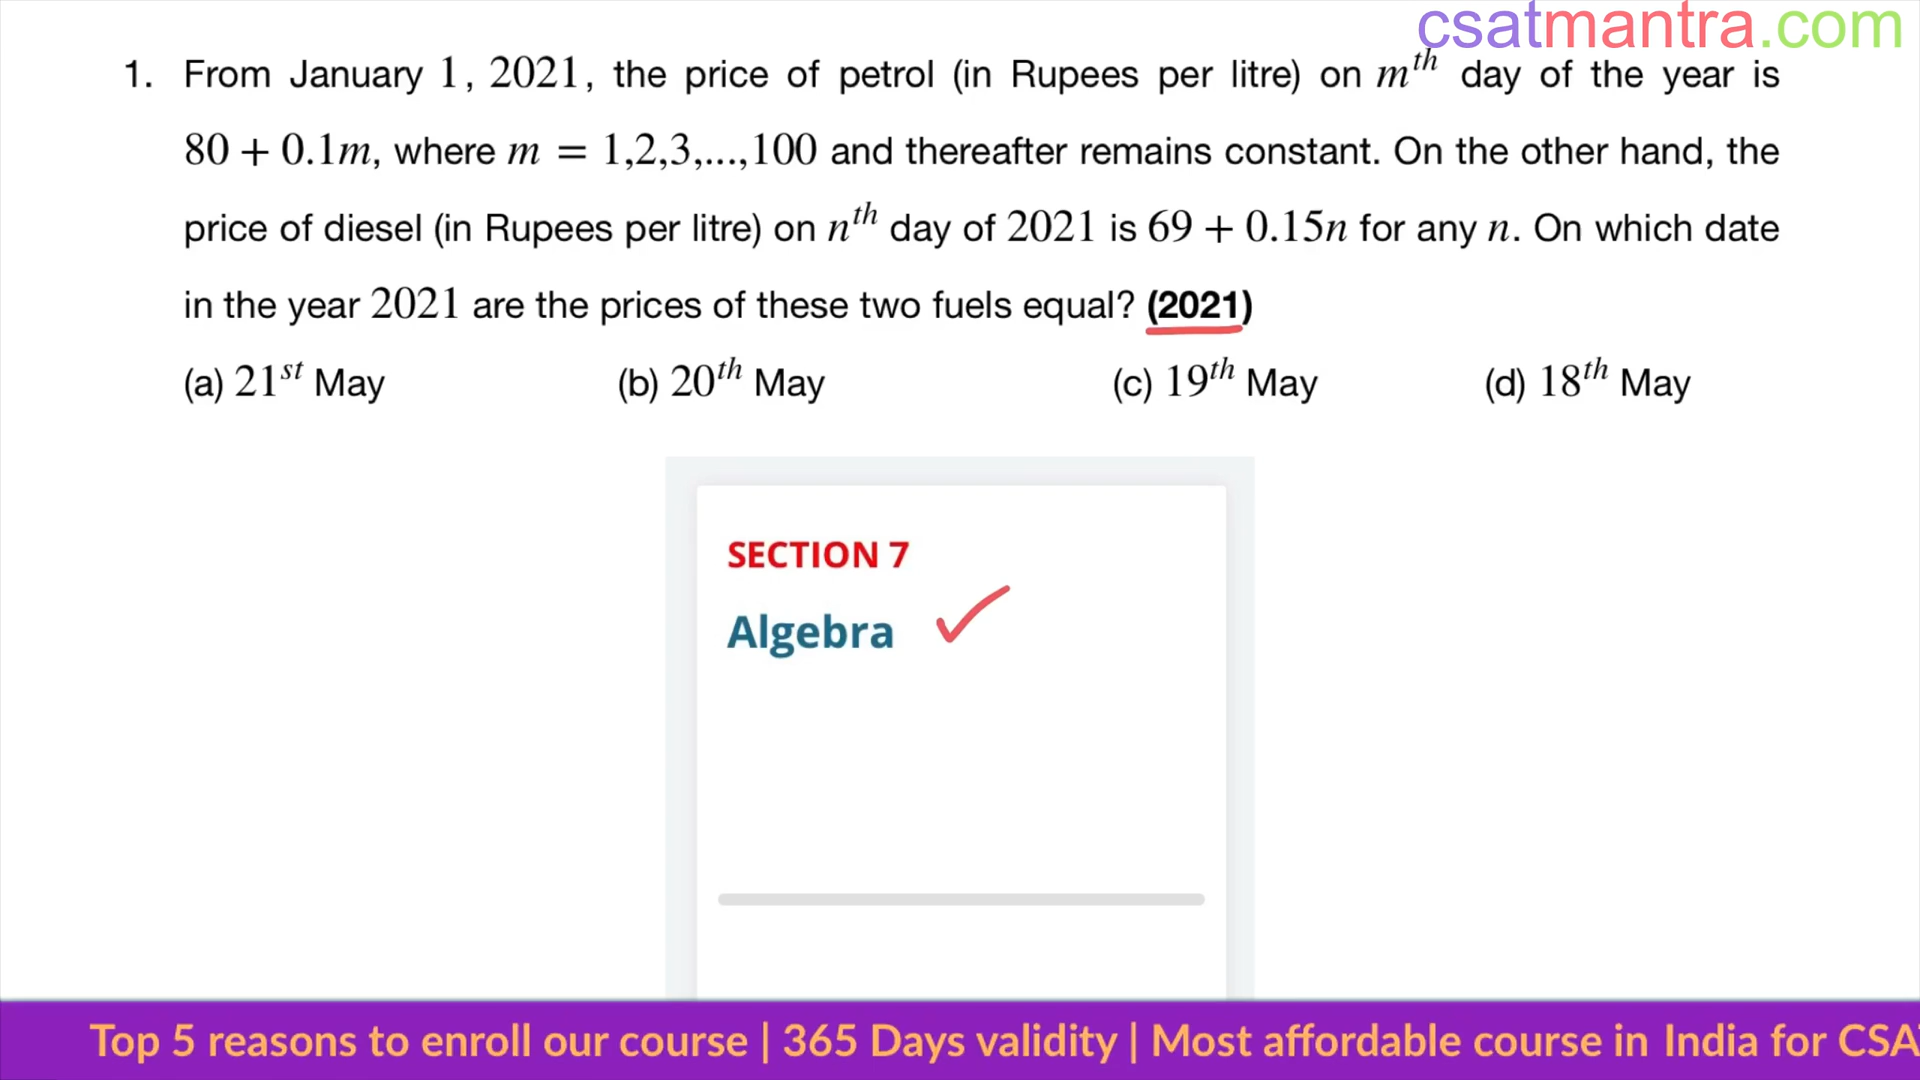 csatmantra.com
1. From January 1, 2021, the price of petrol (in Rupees per litre) on m^th day of the year is
80 + 0.1m, where m = 1,2,3,...,100 and thereafter remains constant. On the other hand, the
price of diesel (in Rupees per litre) on n^th day of 2021 is 69 + 0.15n for any n. On which date
in the year 2021 are the prices of these two fuels equal? (2021)
(a) 21^st May (b) 20^th May (c) 19^th May (d) 18^th May
SECTION 7
Algebra
Top 5 reasons to enroll our course | 365 Days validity | Most affordable course in India for CSA